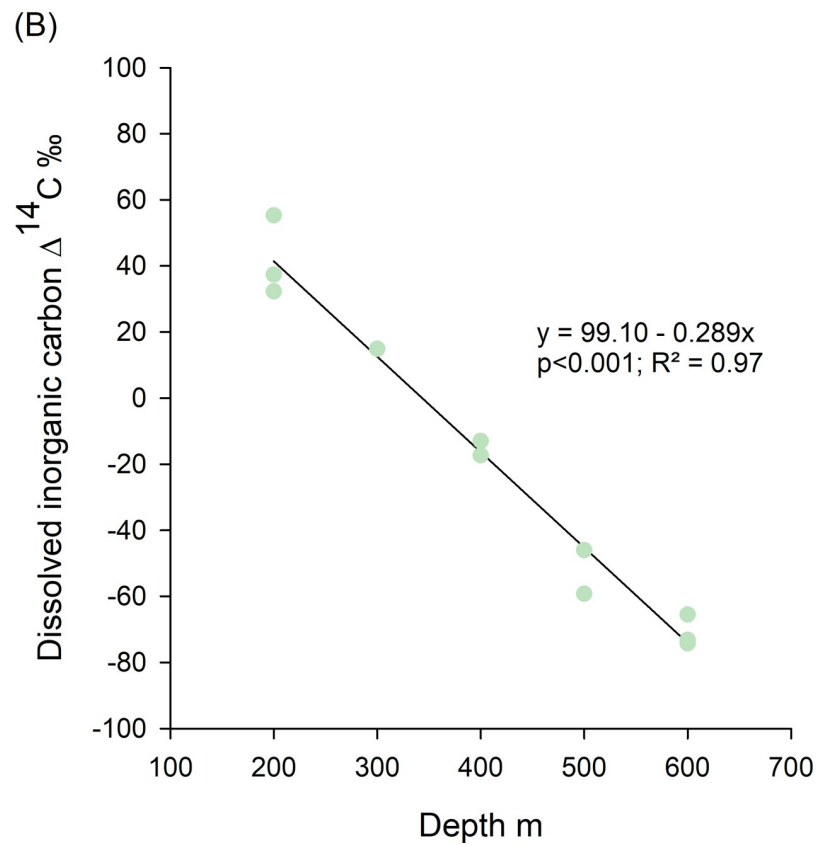 (B)
100
80
60
40
20
0
-20
-40
-60
-80
-100
Dissolved inorganic carbon Δ¹⁴C ‰
y = 99.10 - 0.289x
p<0.001; R² = 0.97
100 200 300 400 500 600 700
Depth m